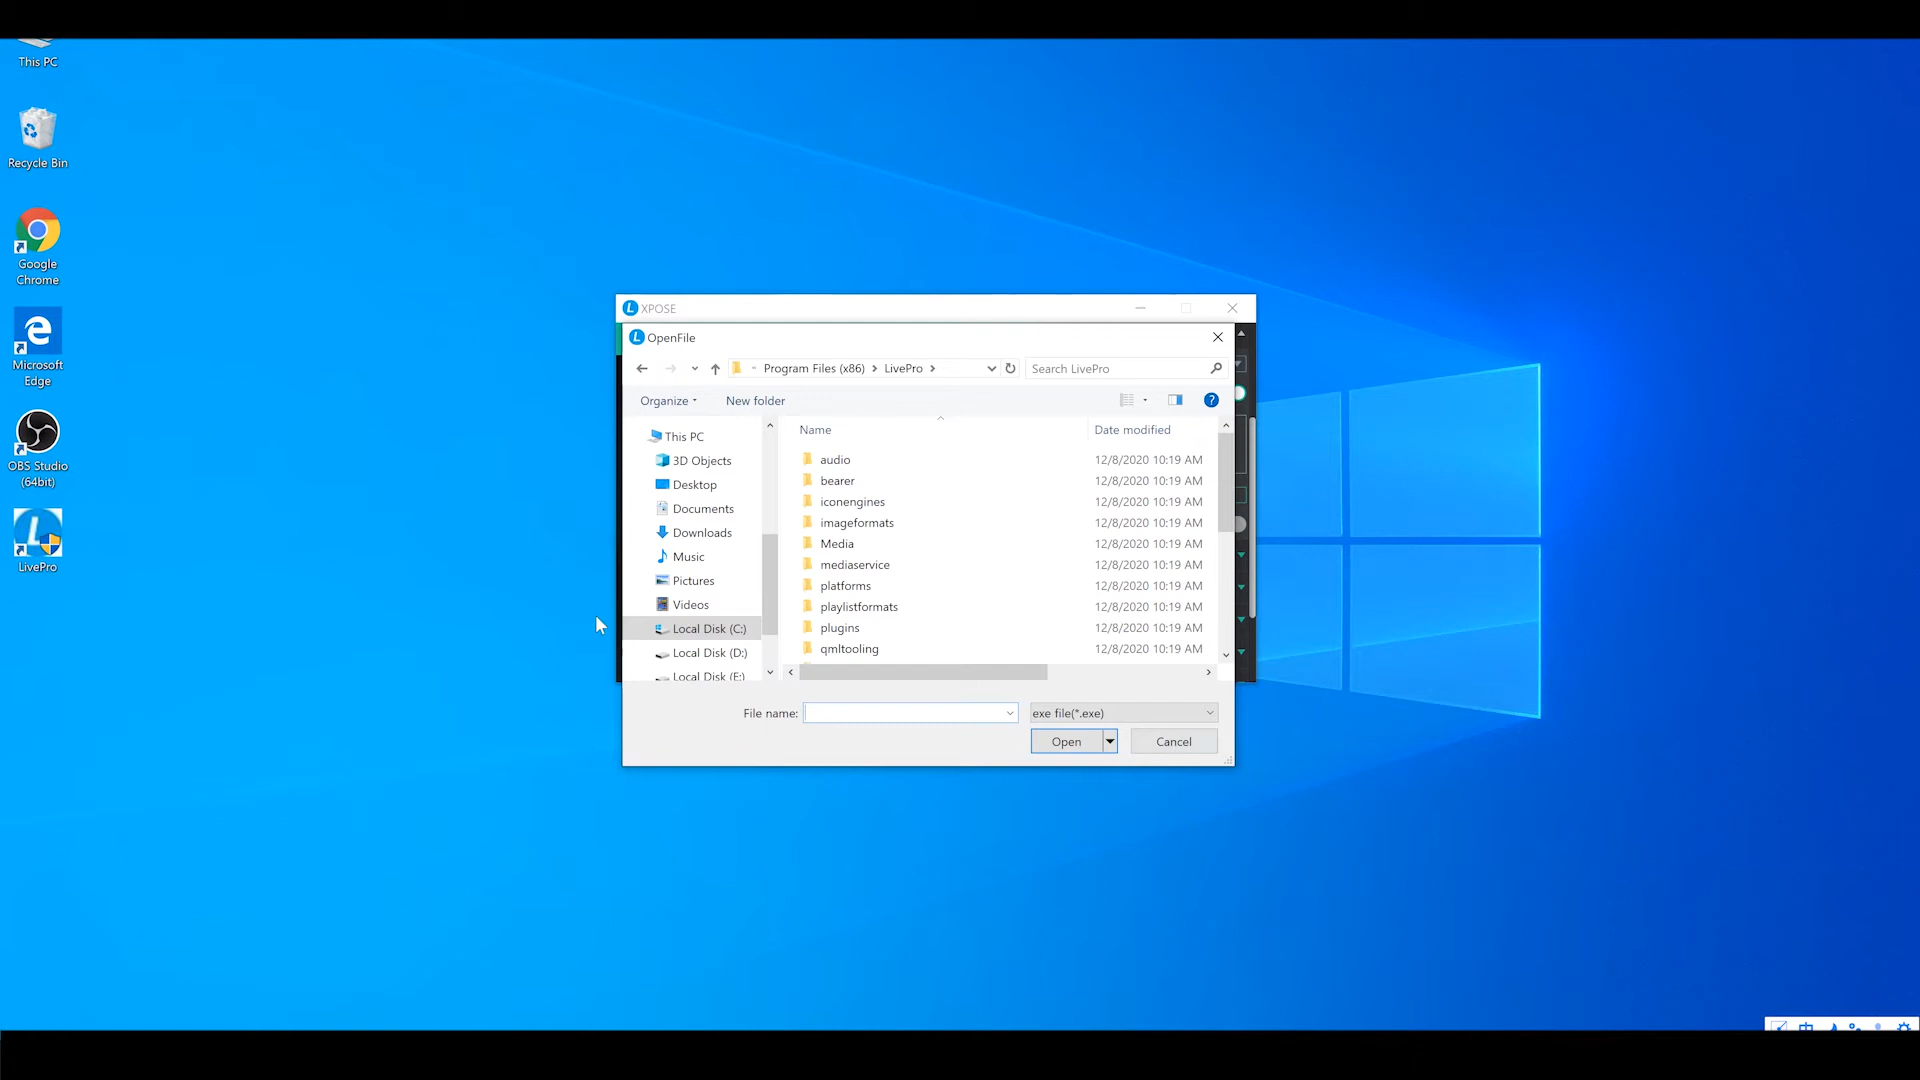 This PC
Recycle Bin
Google
Chrome
Microsoft
Edge
OBS Studio
(64bit)
LivePro
XPOSE
OpenFile
Program Files (x86) > LivePro >
Search LivePro
Organize
New folder
This PC
3D Objects
Desktop
Documents
Downloads
Music
Pictures
Videos
Local Disk (C:)
Local Disk (D:)
Local Disk (E:)
Name
Date modified
audio
12/8/2020 10:19 AM
bearer
12/8/2020 10:19 AM
iconengines
12/8/2020 10:19 AM
imageformats
12/8/2020 10:19 AM
Media
12/8/2020 10:19 AM
mediaservice
12/8/2020 10:19 AM
platforms
12/8/2020 10:19 AM
playlistformats
12/8/2020 10:19 AM
plugins
12/8/2020 10:19 AM
qmltooling
12/8/2020 10:19 AM
File name:
exe file(*.exe)
Open
Cancel